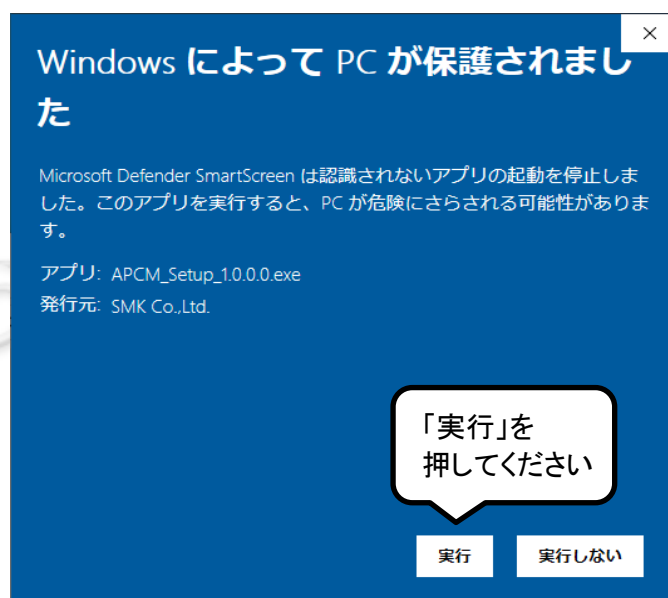 Windows によって PC が保護されまし
た
Microsoft Defender SmartScreen は認識されないアプリの起動を停止しま
した。このアプリを実行すると、PC が危険にさらされる可能性がありま
す。
アプリ: APCM_Setup_1.0.0.0.exe
発行元: SMK Co.,Ltd.
「実行」を
押してください
実行
実行しない